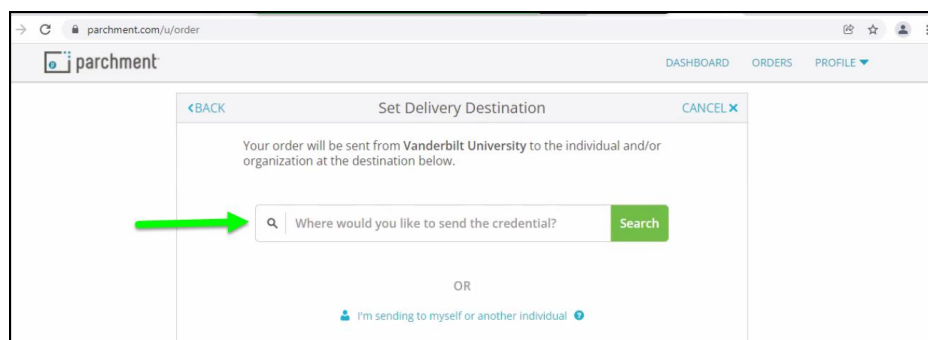 parchment.com/u/order
parchment
DASHBOARD ORDERS PROFILE
BACK Set Delivery Destination CANCEL
Your order will be sent from Vanderbilt University to the individual and/or
organization at the destination below.
Where would you like to send the credential? Search
OR
I'm sending to myself or another individual ?